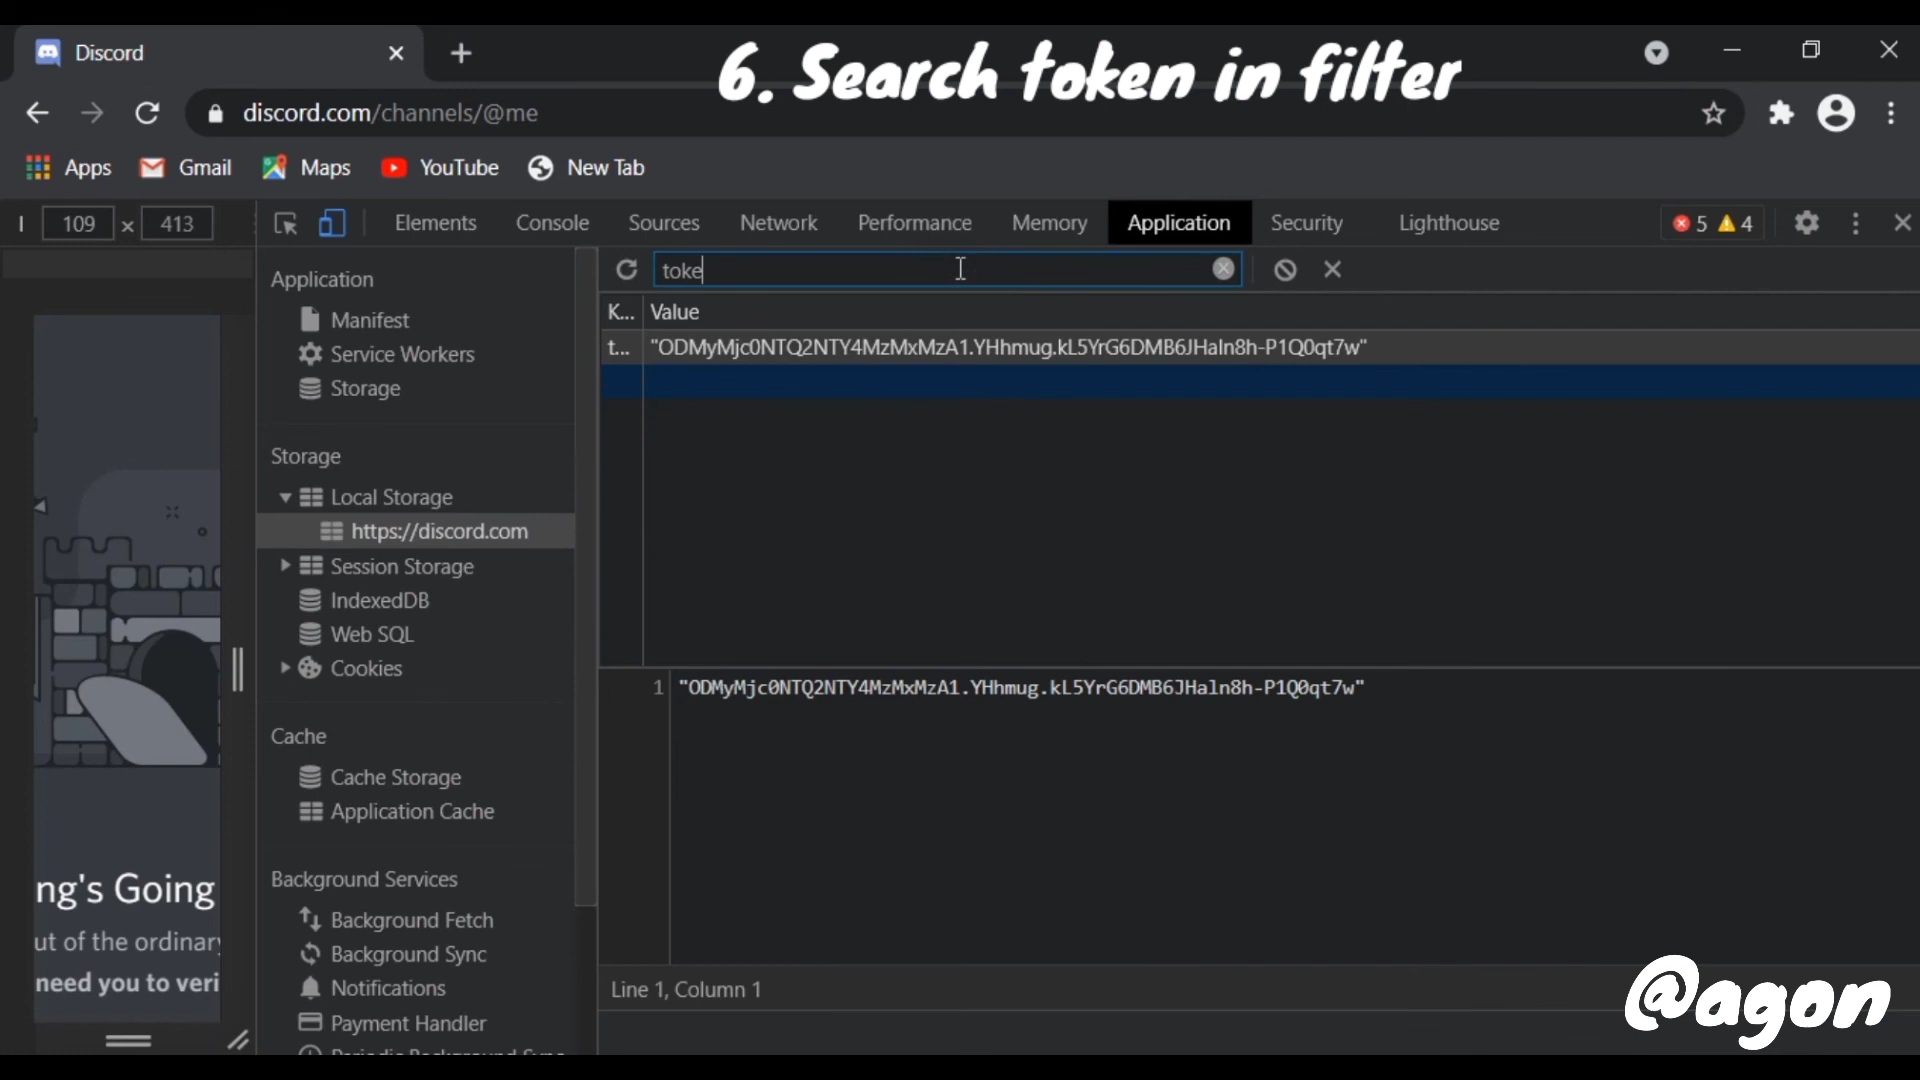 6. Search token in filter
Discord
discord.com/channels/@me
Apps
Gmail
Maps
YouTube
New Tab
109 × 413
Elements
Console
Sources
Network
Performance
Memory
Application
Security
Lighthouse
5
4
toke
K...
Value
t...
"ODMyMjc0NTQ2NTY4MzMxMzA1.YHhmug.kL5YrG6DMB6JHaln8h-P1Q0qt7w"
Application
Manifest
Service Workers
Storage
Storage
Local Storage
https://discord.com
Session Storage
IndexedDB
Web SQL
Cookies
Cache
Cache Storage
Application Cache
Background Services
Background Fetch
Background Sync
Notifications
Payment Handler
1 "ODMyMjc0NTQ2NTY4MzMxMzA1.YHhmug.kL5YrG6DMB6JHaln8h-P1Q0qt7w"
Line 1, Column 1
ng's Going
ut of the ordinary
need you to veri
@agon